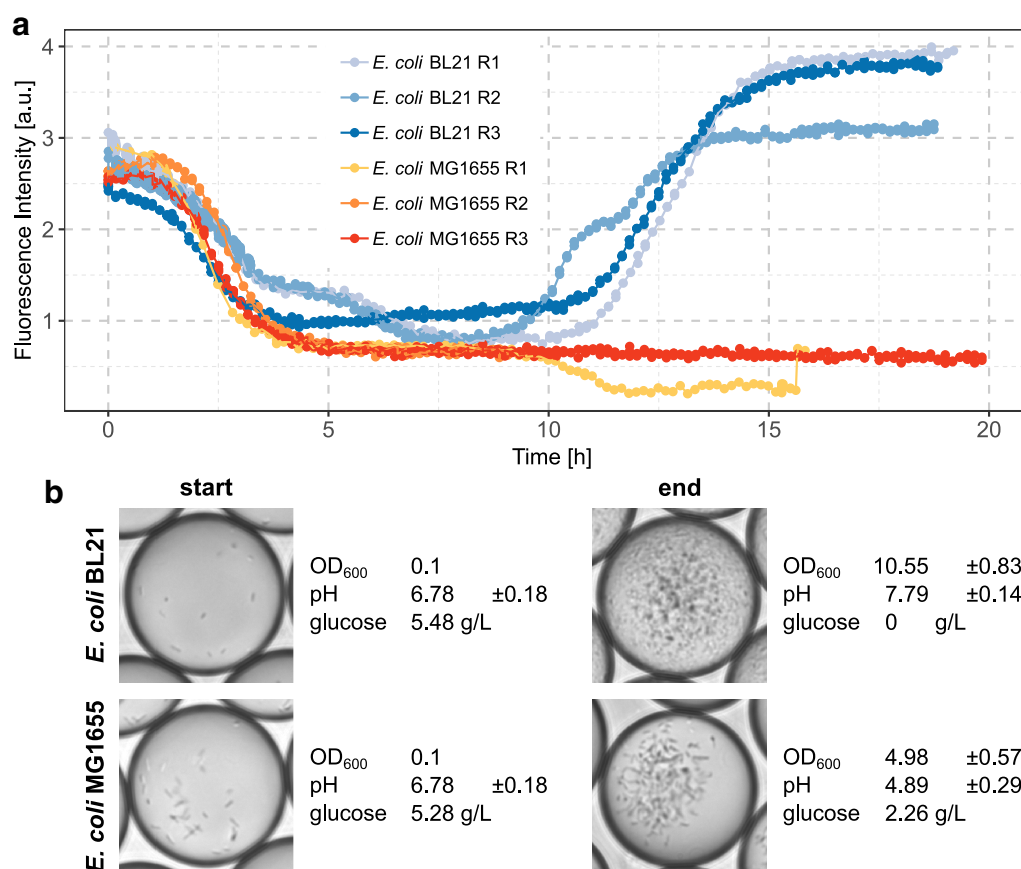 a
Fluorescence Intensity [a.u.]
4
3
2
1
E. coli BL21 R1
E. coli BL21 R2
E. coli BL21 R3
E. coli MG1655 R1
E. coli MG1655 R2
E. coli MG1655 R3
0 5 10 15 20
Time [h]
b
start end
E. coli BL21
OD600 0.1
pH 6.78 ±0.18
glucose 5.48 g/L
OD600 10.55 ±0.83
pH 7.79 ±0.14
glucose 0 g/L
E. coli MG1655
OD600 0.1
pH 6.78 ±0.18
glucose 5.28 g/L
OD600 4.98 ±0.57
pH 4.89 ±0.29
glucose 2.26 g/L